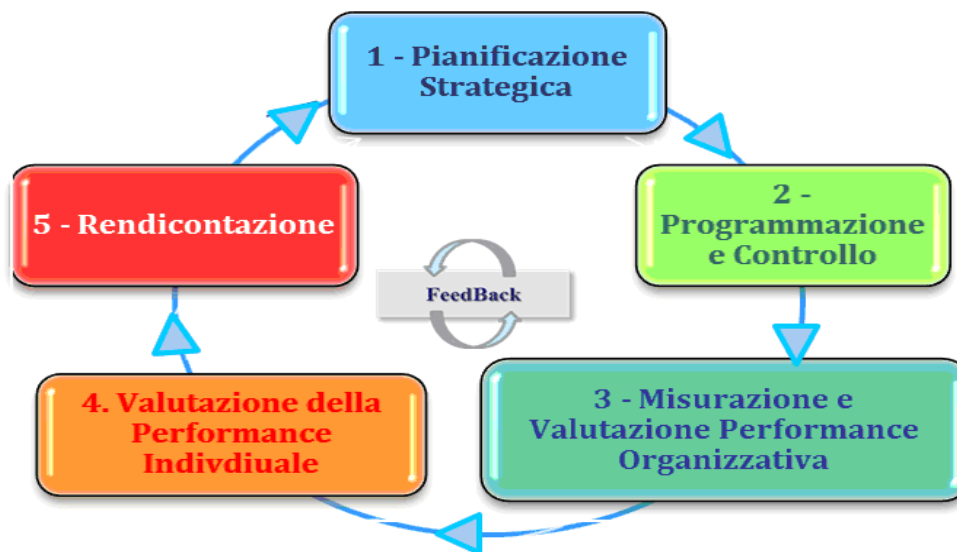 1 - Pianificazione
Strategica
2 -
Programmazione
e Controllo
3 - Misurazione e
Valutazione Performance
Organizzativa
4. Valutazione della
Performance
Indivdiuale
5 - Rendicontazione
FeedBack